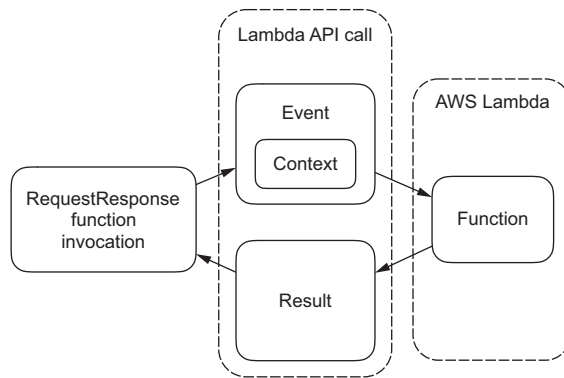 Lambda API call
Event
Context
AWS Lambda
RequestResponse
function
invocation
Function
Result